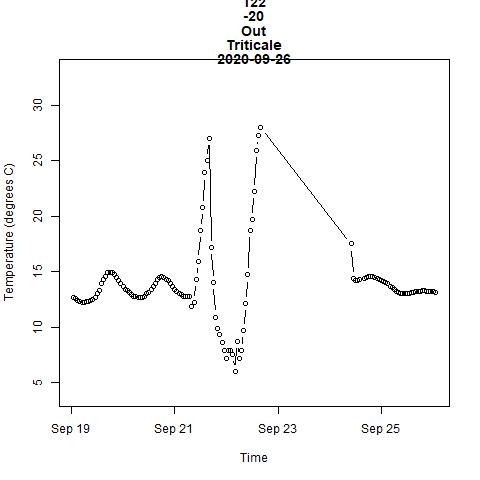 122
-20
Out
Triticale
2020-09-26
Temperature (degrees C)
30
25
20
15
10
5
Sep 19
Sep 21
Sep 23
Sep 25
Time